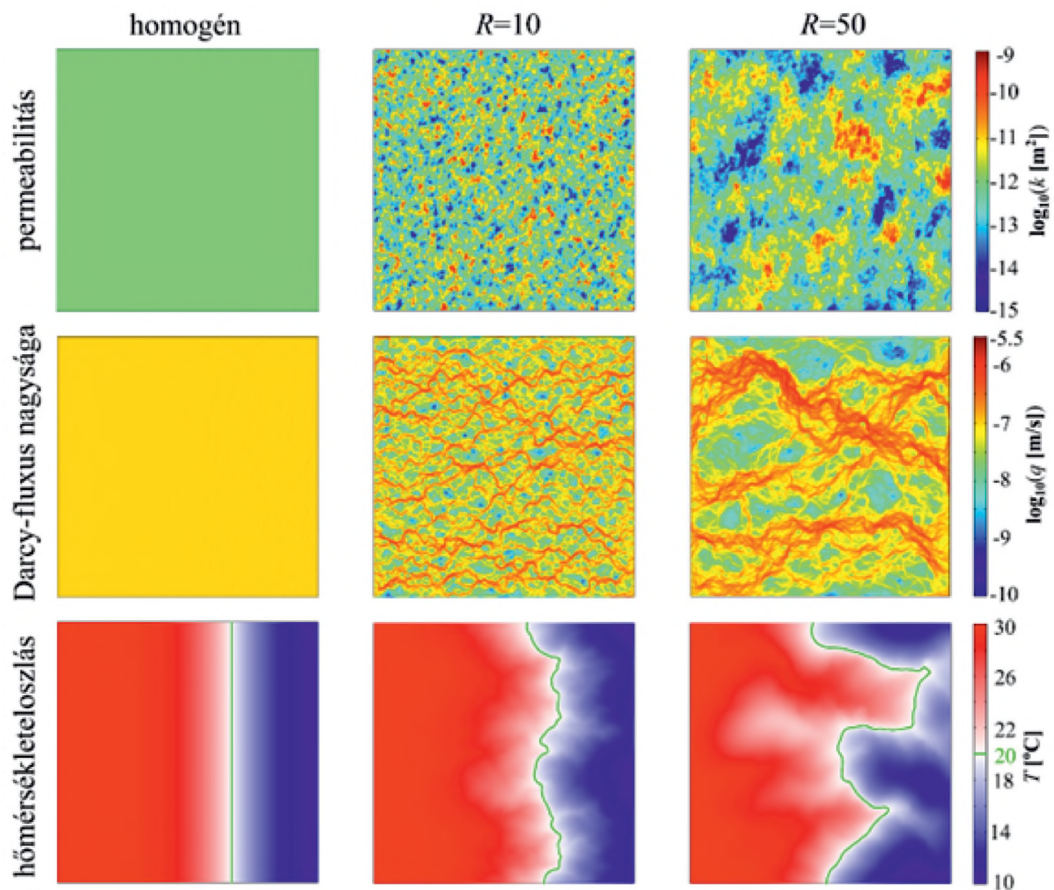 homogén
R=10
R=50
permeabilitás
-9
-10
-11
-12
-13
-14
-15
log₁₀(k [m²])
Darcy-fluxus nagysága
-5.5
-6
-7
-8
-9
-10
log₁₀(q [m/s])
hőmérsékleteloszlás
30
26
22
20
18
14
10
T [°C]